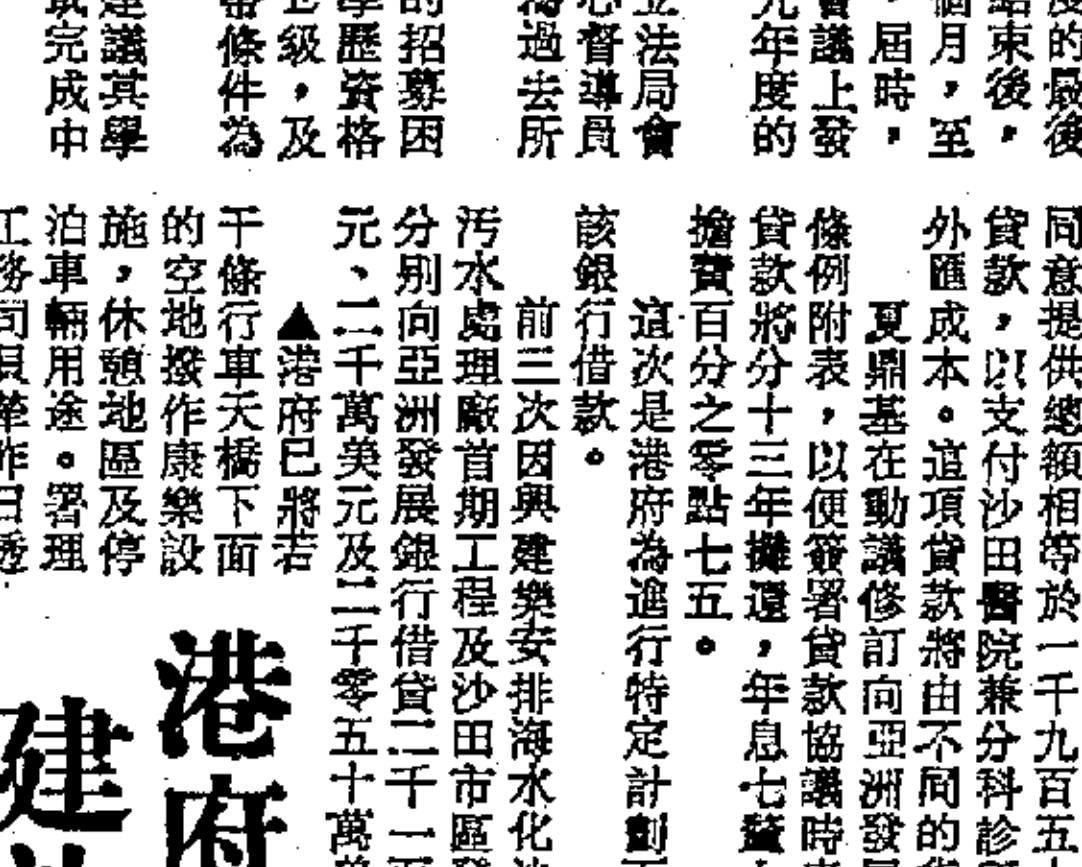 度的最後
結束後，
個月，至
，屆時，
會議上發
九年度的
立法局會
心督導員
為過去所
的招募困
學歷資格
上級，及
條件為
建議其學
完成中
同意提供總額相等於一千九百五十
貸款，以支付沙田醫院兼分科診
外匯成本。這項貸款將由不同的
夏鼎基在動議修訂向亞洲發展
條例附表，以便簽署貸款協議時
貸款將分十三年攤還，年息七釐
擔費百分之零點七五。
這次是港府為進行特定計劃而
該銀行借款。
前三次因興建樂安排海水化淡
污水處理廠首期工程及沙田市區發
分別向亞洲發展銀行借貸二千一百
元、二千萬美元及二千零五十萬美
▲港府已將若
干條行車天橋下面
的空地撥作康樂設
施，休憩地區及停
泊車輛用途。署理
工務司貝華昨日透
港府
建